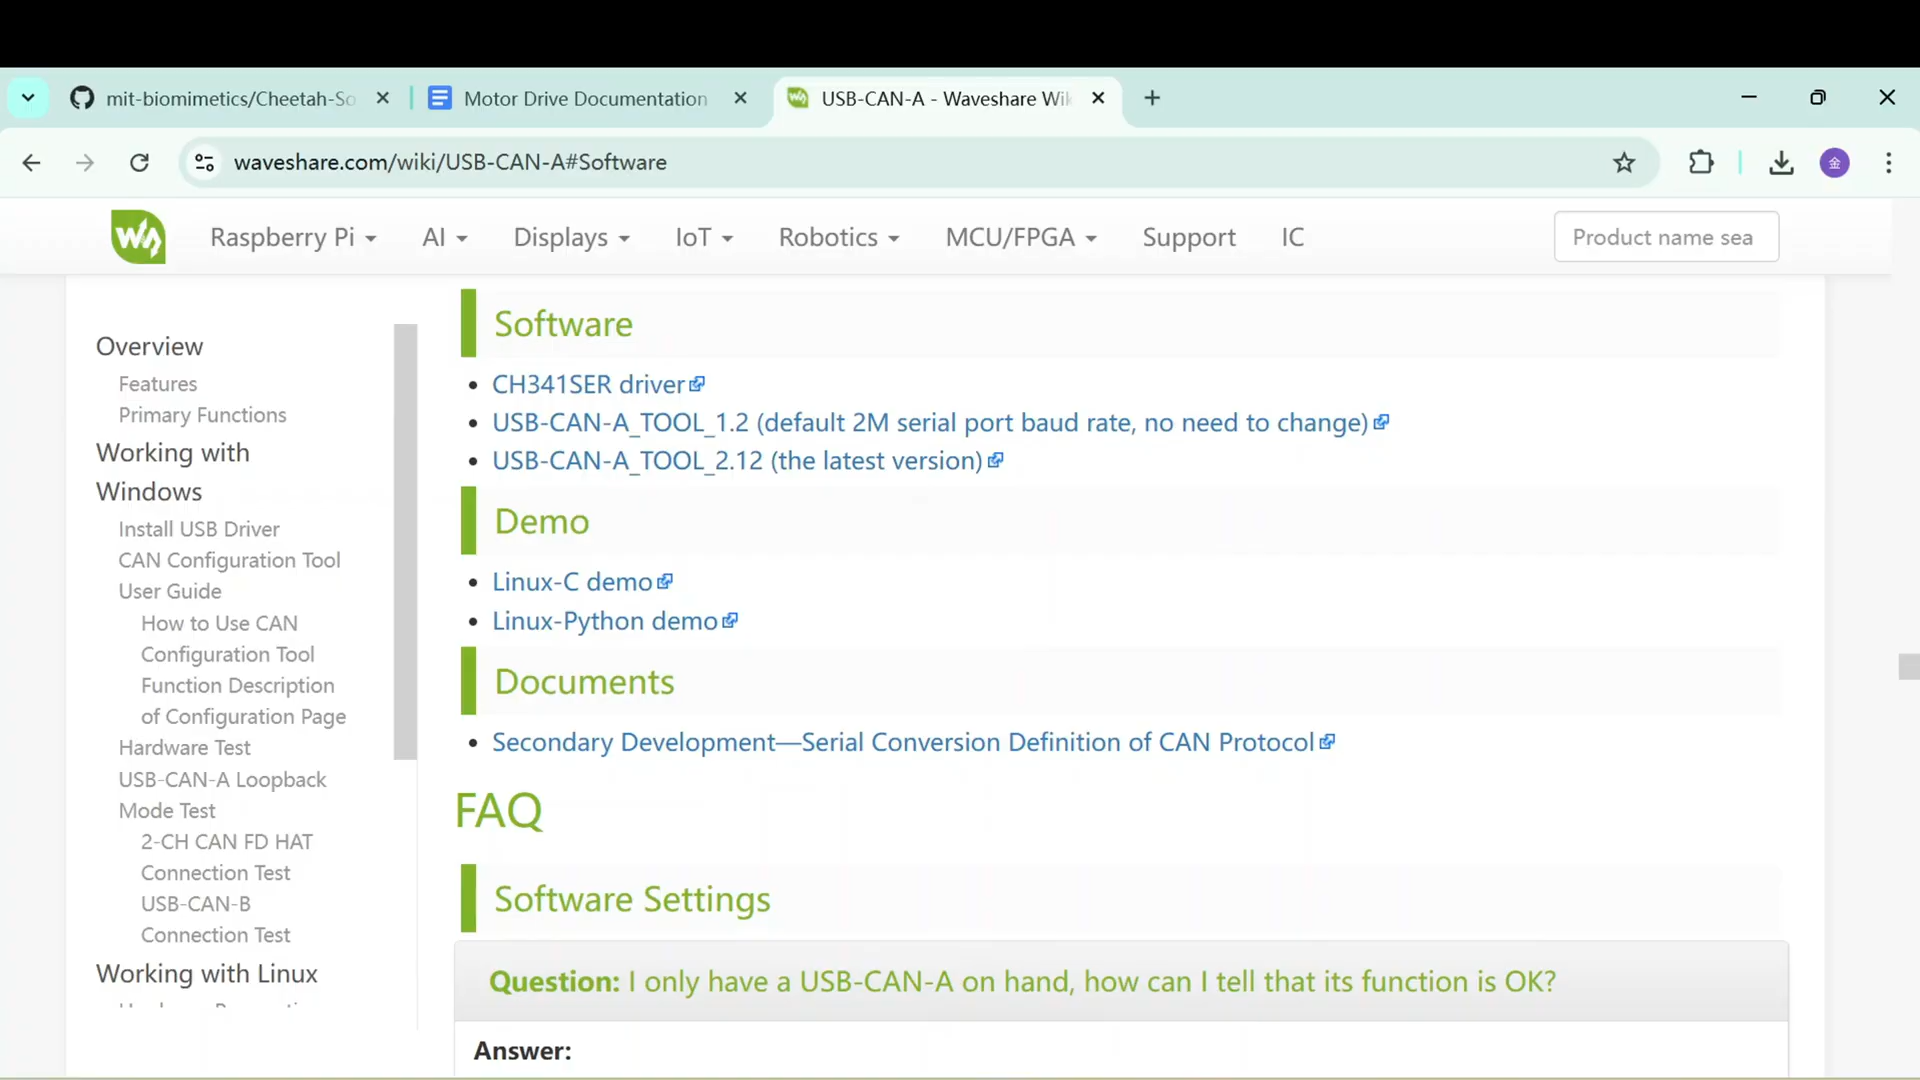 mit-biomimetics/Cheetah-So
Motor Drive Documentation
USB-CAN-A - Waveshare Wik
waveshare.com/wiki/USB-CAN-A#Software
金
Raspberry Pi
AI
Displays
IoT
Robotics
MCU/FPGA
Support
IC
Product name sea
Overview
Features
Primary Functions
Working with
Windows
Install USB Driver
CAN Configuration Tool
User Guide
How to Use CAN
Configuration Tool
Function Description
of Configuration Page
Hardware Test
USB-CAN-A Loopback
Mode Test
2-CH CAN FD HAT
Connection Test
USB-CAN-B
Connection Test
Working with Linux
Software
CH341SER driver
USB-CAN-A_TOOL_1.2 (default 2M serial port baud rate, no need to change)
USB-CAN-A_TOOL_2.12 (the latest version)
Demo
Linux-C demo
Linux-Python demo
Documents
Secondary Development—Serial Conversion Definition of CAN Protocol
FAQ
Software Settings
Question: I only have a USB-CAN-A on hand, how can I tell that its function is OK?
Answer: